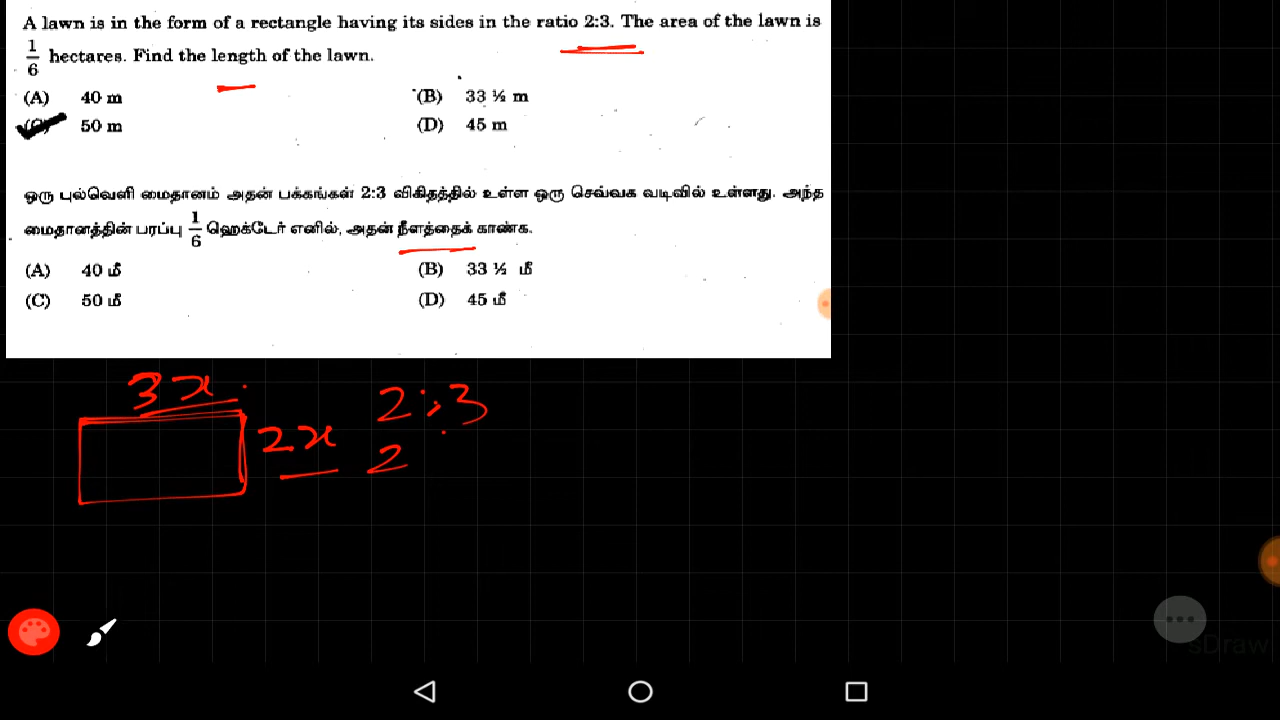 A lawn is in the form of a rectangle having its sides in the ratio 2:3. The area of the lawn is
1/6 hectares. Find the length of the lawn.
(A) 40 m (B) 33 ⅓ m
(C) 50 m (D) 45 m
ஒரு புல்வெளி மைதானம் அதன் பக்கங்கள் 2:3 விகிதத்தில் உள்ள ஒரு செவ்வக வடிவில் உள்ளது. அந்த
மைதானத்தின் பரப்பு 1/6 ஹெக்டேர் எனில், அதன் நீளத்தைக் காண்க.
(A) 40 மீ (B) 33 ⅓ மீ
(C) 50 மீ (D) 45 மீ
3x
2:3
2x 2
sDraw